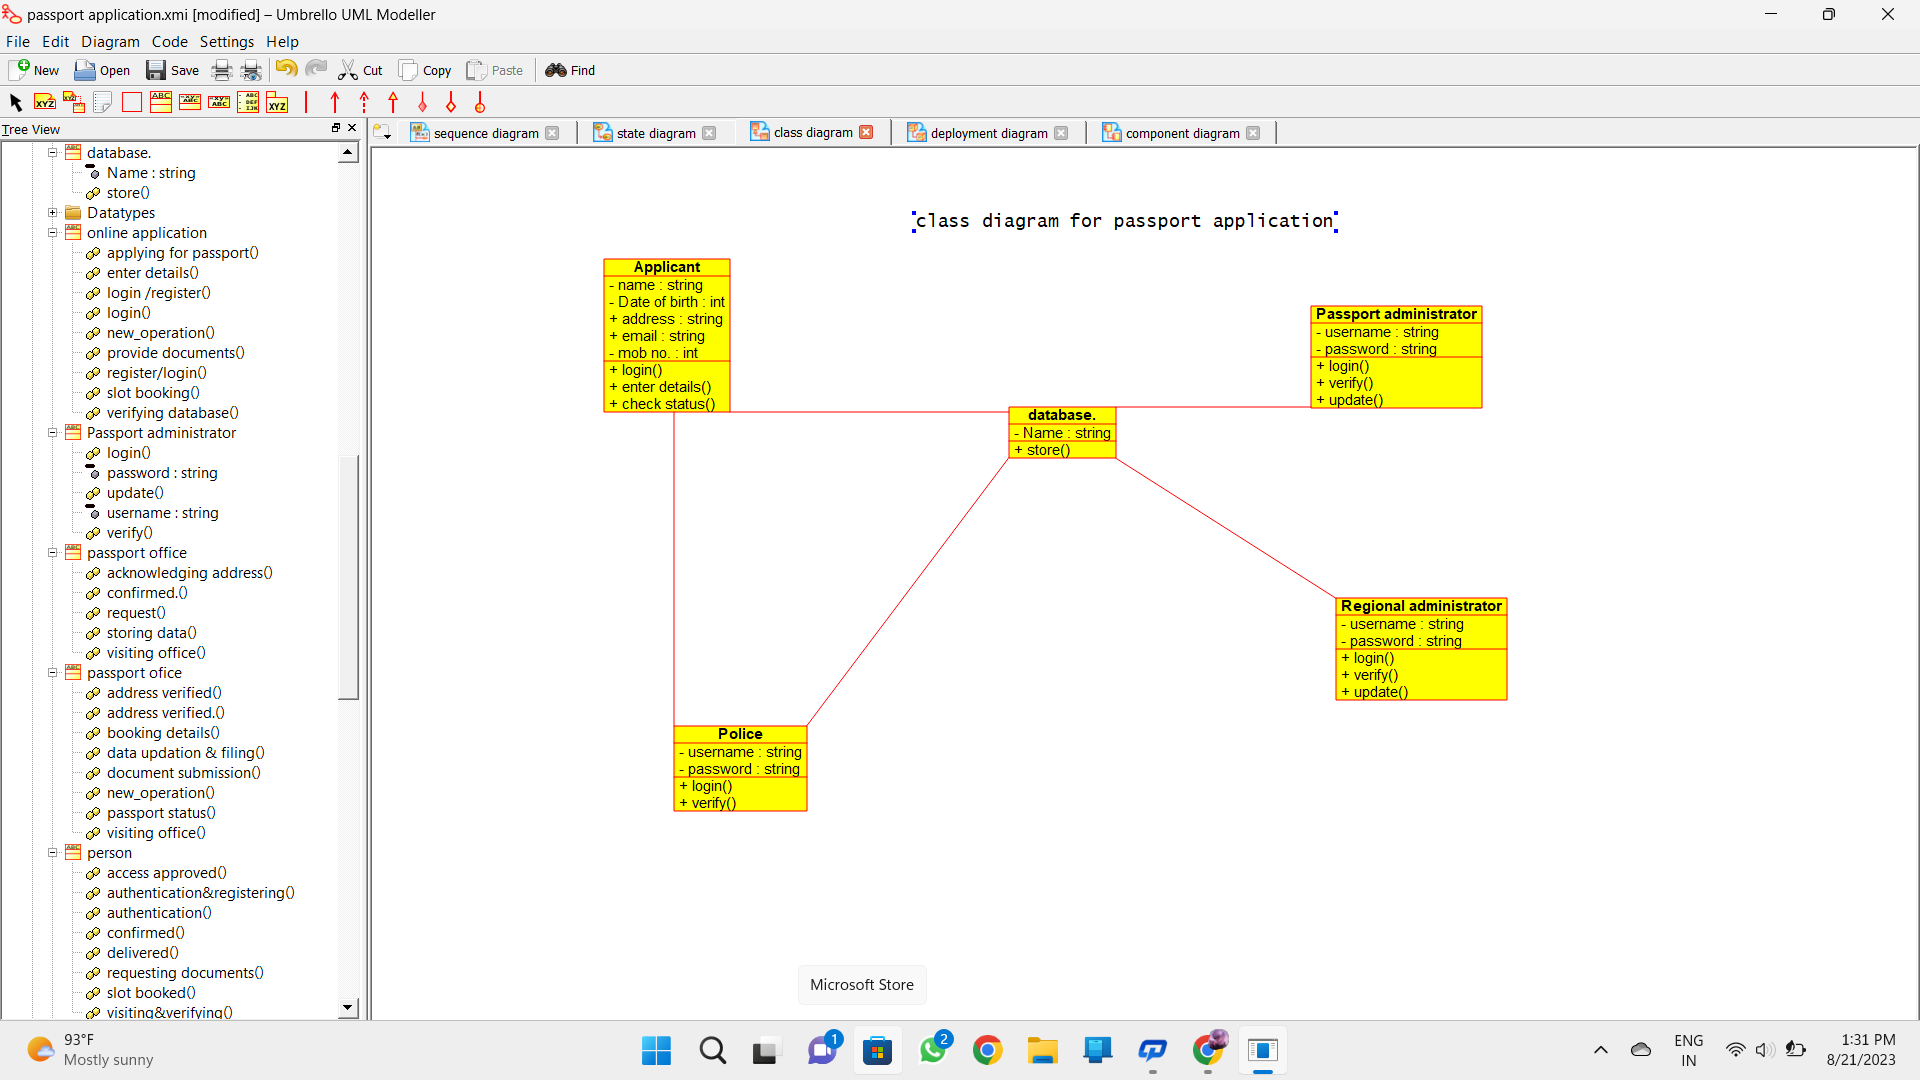 passport application.xmi [modified] – Umbrello UML Modeller
File Edit Diagram Code Settings Help
New Open Save Cut Copy Paste Find
Tree View
sequence diagram
state diagram
class diagram
deployment diagram
component diagram
database.
Name : string
store()
Datatypes
online application
applying for passport()
enter details()
login /register()
login()
new_operation()
provide documents()
register/login()
slot booking()
verifying database()
Passport administrator
login()
password : string
update()
username : string
verify()
passport office
acknowledging address()
confirmed.()
request()
storing data()
visiting office()
passport ofice
address verified()
address verified.()
booking details()
data updation & filing()
document submission()
new_operation()
passport status()
visiting office()
person
access approved()
authentication&registering()
authentication()
confirmed()
delivered()
requesting documents()
slot booked()
visiting&verifying()
class diagram for passport application
Applicant
- name : string
- Date of birth : int
+ address : string
+ email : string
- mob no. : int
+ login()
+ enter details()
+ check status()
Passport administrator
- username : string
- password : string
+ login()
+ verify()
+ update()
database.
- Name : string
+ store()
Regional administrator
- username : string
- password : string
+ login()
+ verify()
+ update()
Police
- username : string
- password : string
+ login()
+ verify()
Microsoft Store
93°F
Mostly sunny
1
2
ENG
IN
1:31 PM
8/21/2023